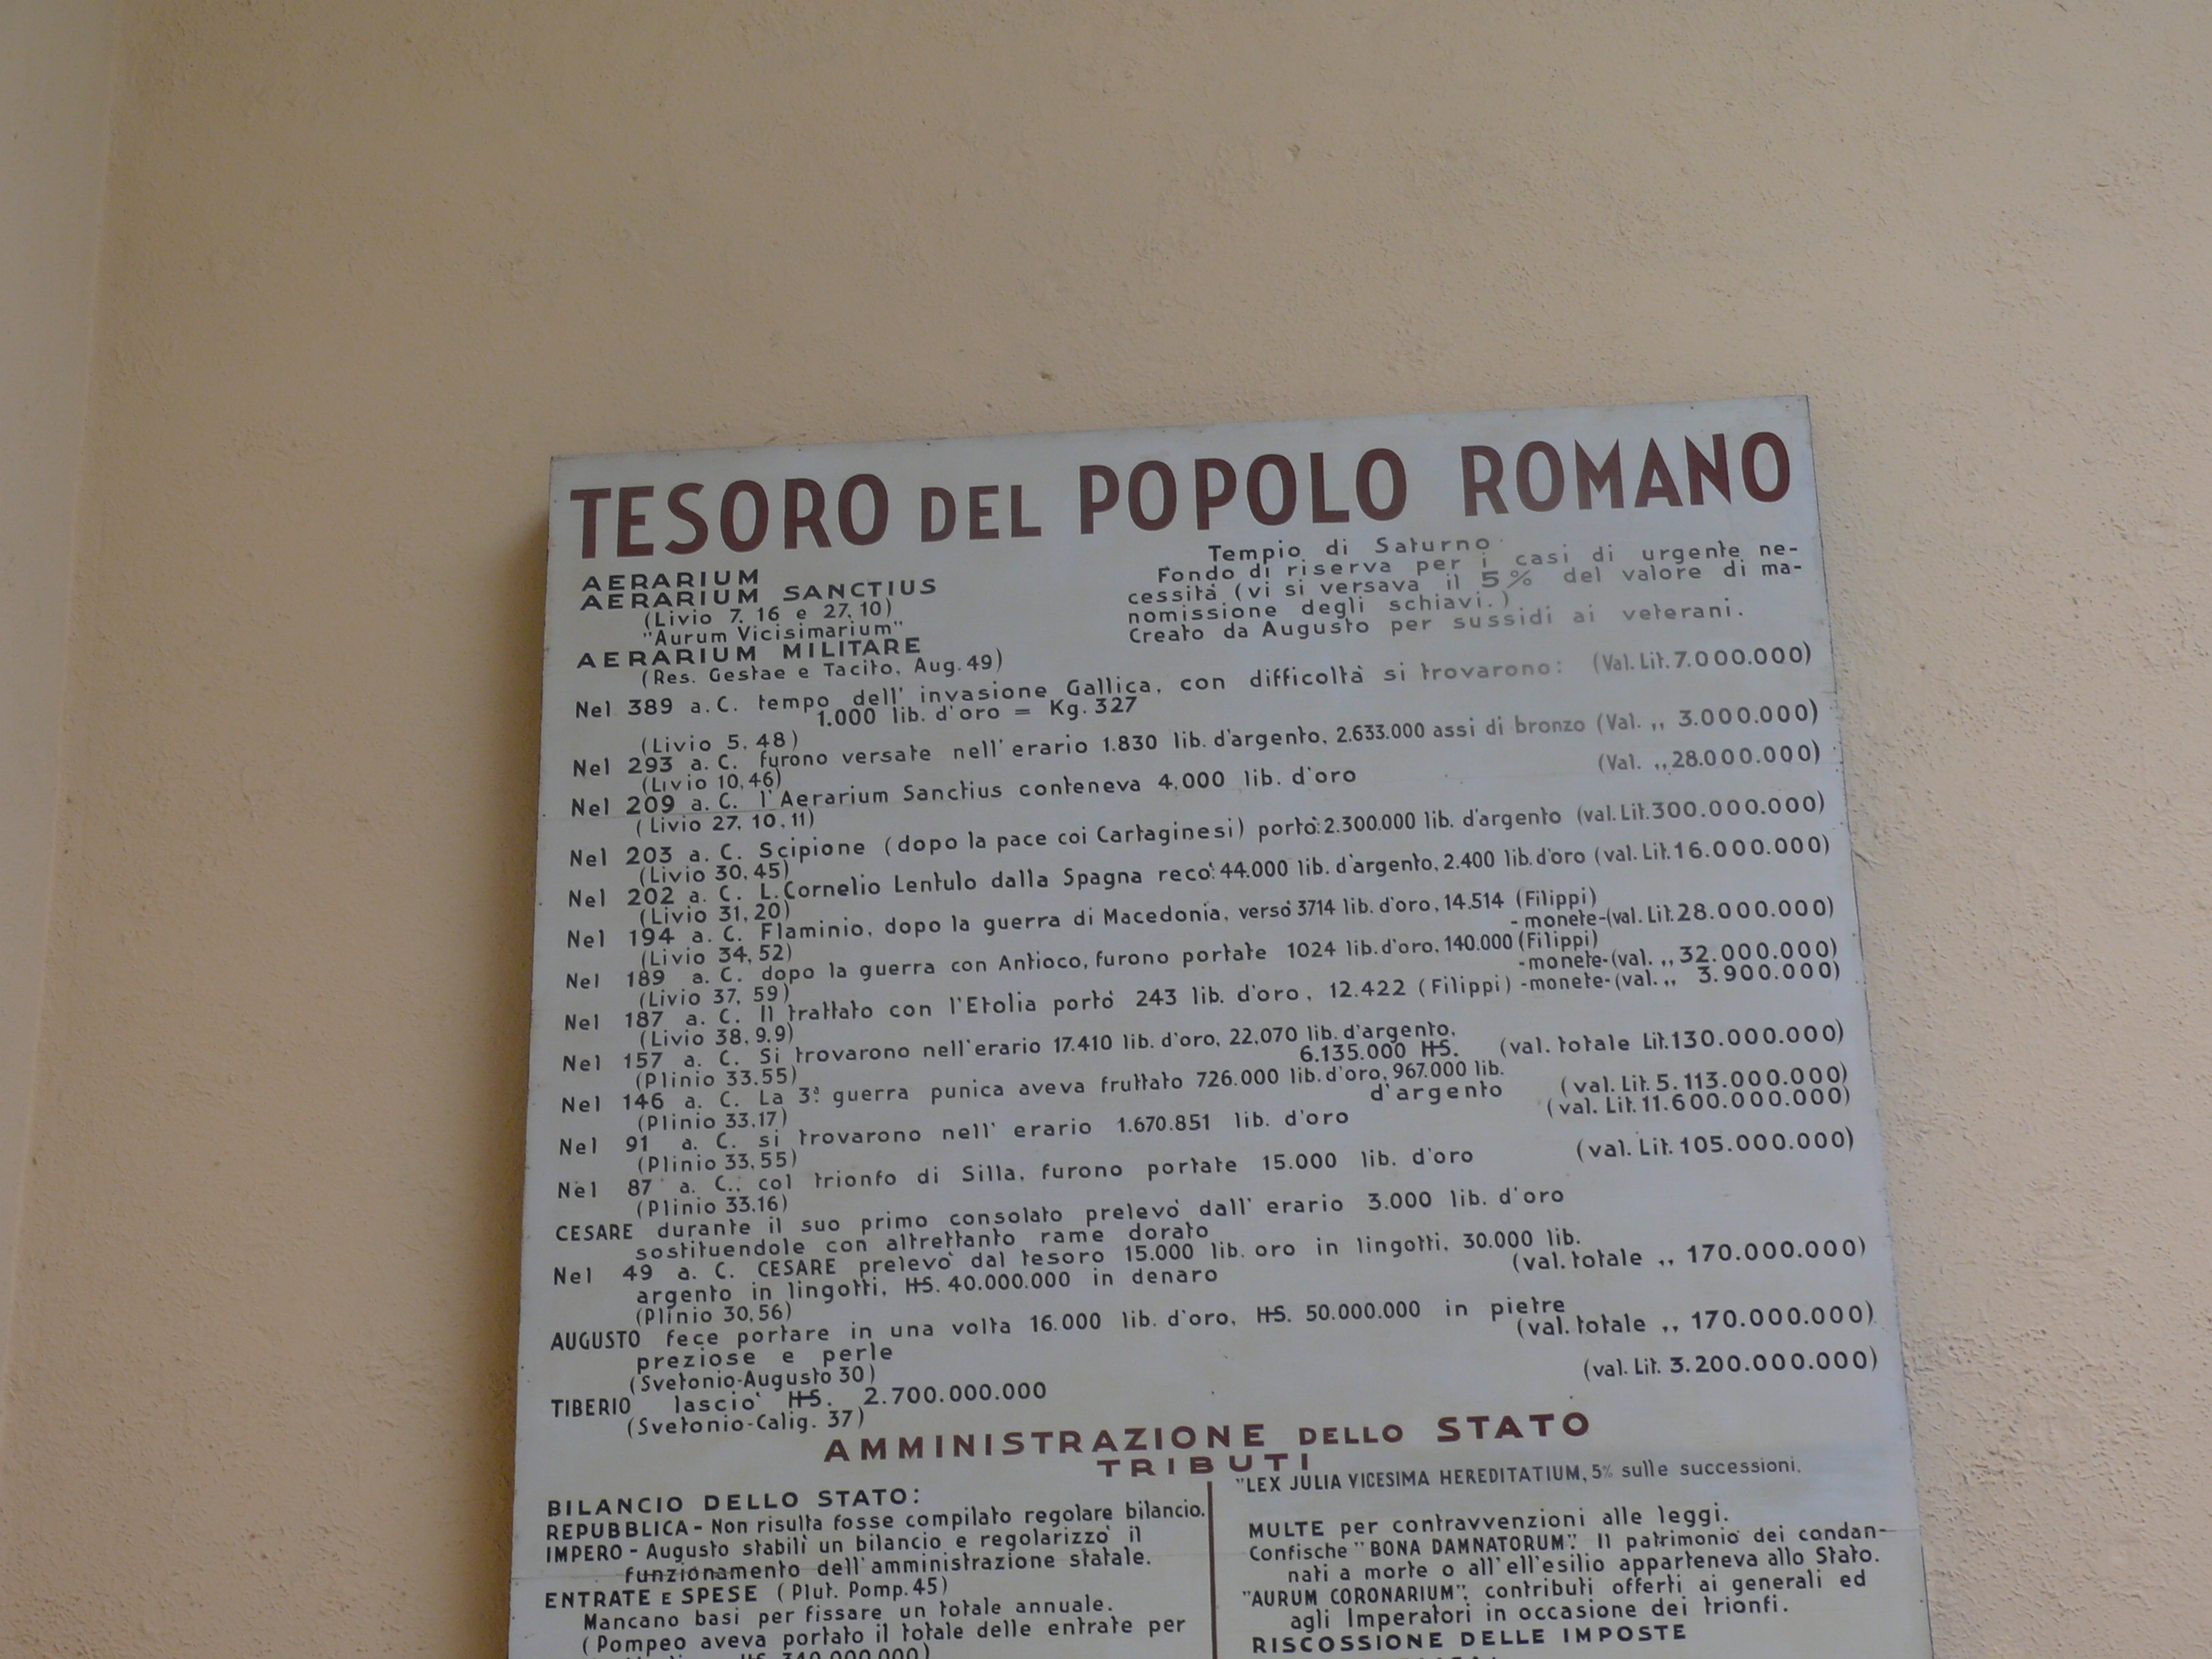 TESORO DEL POPOLO ROMANO
AERARIUM
Tempio di Saturno
AERARIUM SANCTIUS
Fondo di riserva per i casi di urgente ne-
(Livio 7. 16 e 27. 10)
cessità (vi si versava il 5% del valore di ma-
"Aurum Vicisimarium"
nomissione degli schiavi.)
AERARIUM MILITARE
Creato da Augusto per sussidi ai veterani.
(Res. Gestae e Tacito. Aug. 49)
Nel 389 a. C. tempo dell' invasione Gallica, con difficoltà si trovarono: (Val. Lit. 7.000.000)
1.000 lib. d'oro = Kg. 327
(Livio 5. 48)
Nel 293 a. C. furono versate nell'erario 1.830 lib. d'argento, 2.633.000 assi di bronzo (Val. ,, 3.000.000)
(Livio 10, 46)
Nel 209 a. C. l'Aerarium Sanctius conteneva 4.000 lib. d'oro (Val. ,, 28.000.000)
(Livio 27. 10, 11)
Nel 203 a. C. Scipione (dopo la pace coi Cartaginesi) portò: 2.300.000 lib. d'argento (val. Lit. 300.000.000)
(Livio 30, 45)
Nel 202 a. C. L. Cornelio Lentulo dalla Spagna recò: 44.000 lib. d'argento, 2.400 lib. d'oro (val. Lit. 16.000.000)
(Livio 31, 20)
Nel 194 a. C. Flaminio, dopo la guerra di Macedonia, versò 3714 lib. d'oro, 14.514 (Filippi)
-monete-(val. Lit. 28.000.000)
(Livio 34, 52)
Nel 189 a. C. dopo la guerra con Antioco, furono portate 1024 lib. d'oro, 140.000 (Filippi)
-monete-(val. ,, 32.000.000)
(Livio 37, 59)
Nel 187 a. C. Il trattato con l'Etolia portò 243 lib. d'oro, 12.422 (Filippi) -monete-(val. ,, 3.900.000)
(Livio 38, 9.9)
Nel 157 a. C. Si trovarono nell'erario 17.410 lib. d'oro, 22.070 lib. d'argento,
6.135.000 HS. (val. totale Lit. 130.000.000)
(Plinio 33.55)
Nel 146 a. C. La 3ª guerra punica aveva fruttato 726.000 lib. d'oro, 967.000 lib.
d'argento (val. Lit. 5.113.000.000)
(Plinio 33.17)
Nel 91 a. C. si trovarono nell' erario 1.670.851 lib. d'oro (val. Lit. 11.600.000.000)
(Plinio 33, 55)
Nel 87 a. C.: col trionfo di Silla, furono portate 15.000 lib. d'oro (val. Lit. 105.000.000)
(Plinio 33.16)
CESARE durante il suo primo consolato prelevò dall' erario 3.000 lib. d'oro
sostituendole con altrettanto rame dorato
Nel 49 a. C. CESARE prelevò dal tesoro 15.000 lib. oro in lingotti, 30.000 lib.
argento in lingotti, HS. 40.000.000 in denaro (val. totale ,, 170.000.000)
(Plinio 30,56)
AUGUSTO fece portare in una volta 16.000 lib. d'oro, HS. 50.000.000 in pietre
preziose e perle (val. totale ,, 170.000.000)
(Svetonio-Augusto 30)
TIBERIO lasciò HS. 2.700.000.000 (val. Lit. 3.200.000.000)
(Svetonio-Calig. 37)
AMMINISTRAZIONE DELLO STATO
TRIBUTI
BILANCIO DELLO STATO:
REPUBBLICA - Non risulta fosse compilato regolare bilancio.
IMPERO - Augusto stabilì un bilancio e regolarizzò il
funzionamento dell'amministrazione statale.
ENTRATE E SPESE (Plut. Pomp. 45)
Mancano basi per fissare un totale annuale.
(Pompeo aveva portato il totale delle entrate per
HS. 340.000.000)
"LEX JULIA VICESIMA HEREDITATIUM, 5% sulle successioni.
MULTE per contravvenzioni alle leggi.
Confische "BONA DAMNATORUM": Il patrimonio dei condan-
nati a morte o all'ell'esilio apparteneva allo Stato.
"AURUM CORONARIUM": contributi offerti ai generali ed
agli Imperatori in occasione dei trionfi.
RISCOSSIONE DELLE IMPOSTE